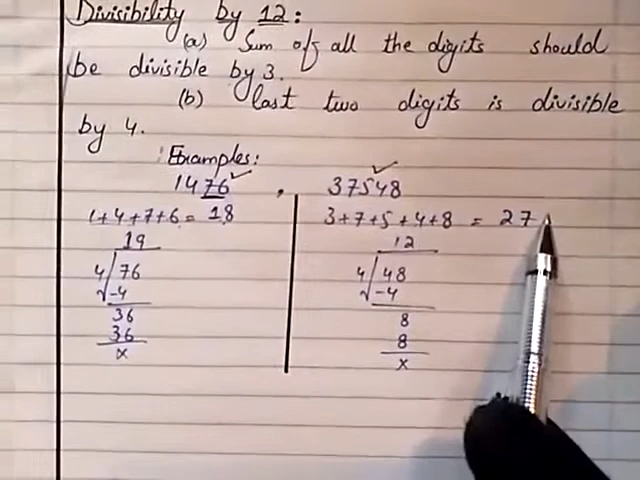 Divisibility by 12:
(a) Sum of all the digits should
be divisible by 3.
(b) last two digits is divisible
by 4.
Examples:
1476 ✓ , 37548 ✓
1+4+7+6 = 18 3+7+5+4+8 = 27
19 12
4 76 4 48
-4 -4
36 8
36 8
x x